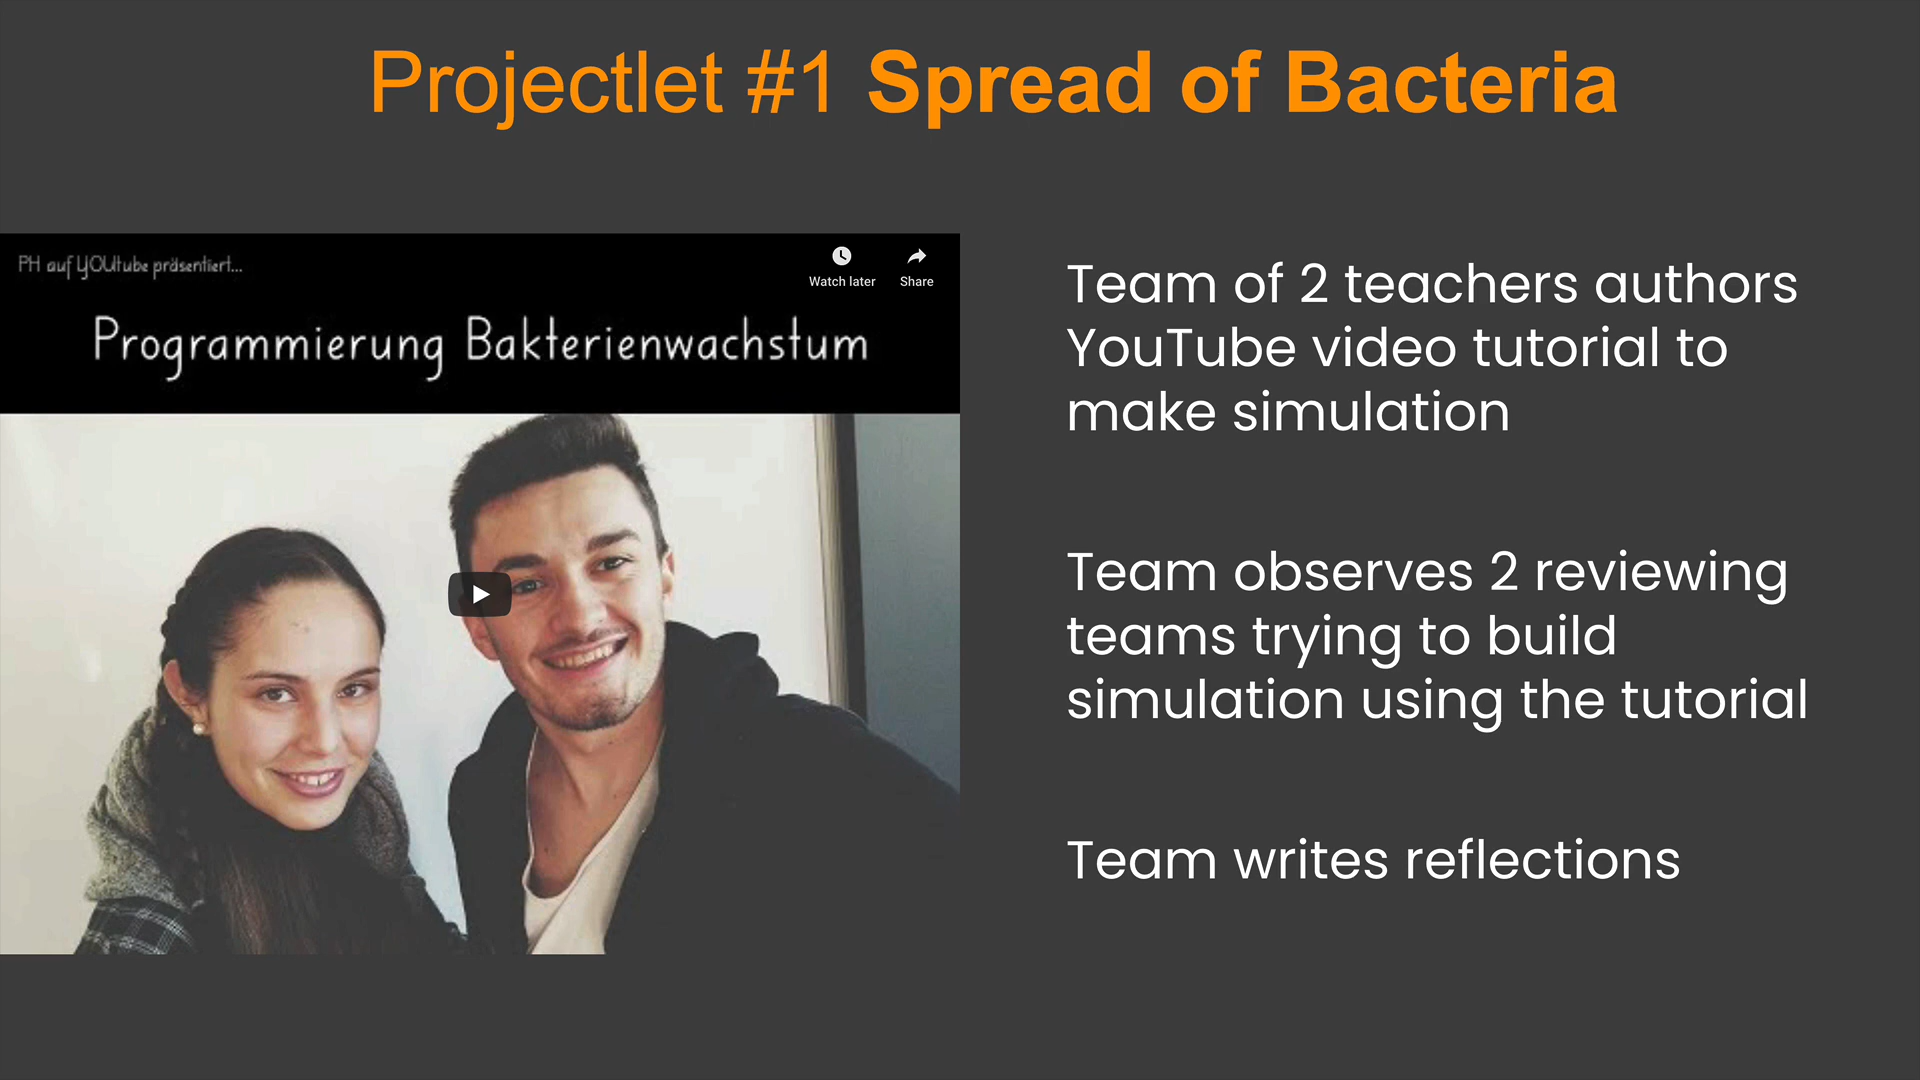 Projectlet #1 Spread of Bacteria
PH auf YOUtube präsentiert...
Watch later
Share
Programmierung Bakterienwachstum
Team of 2 teachers authors
YouTube video tutorial to
make simulation
Team observes 2 reviewing
teams trying to build
simulation using the tutorial
Team writes reflections